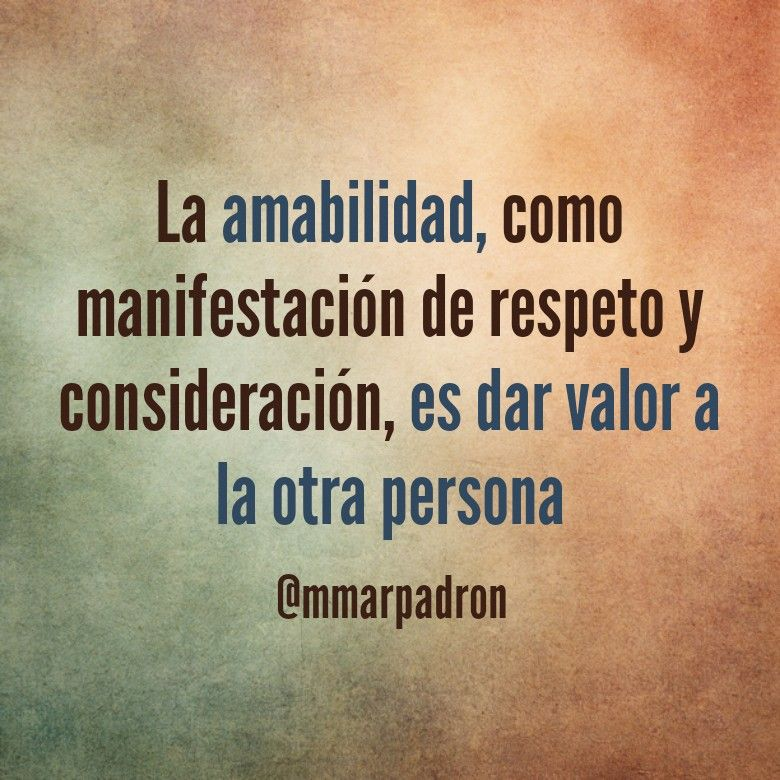 La amabilidad, como
manifestación de respeto y
consideración, es dar valor a
la otra persona
@mmarpadron